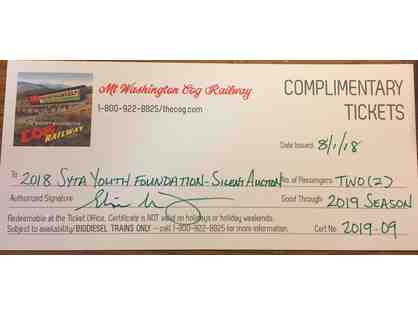 Mt Washington Cog Railway
1-800-922-8825/thecog.com
COMPLIMENTARY
TICKETS
COG
RAILWAY
Date Issued: 8/1/18
To 2018 SYTA YOUTH FOUNDATION - SILENT AUCTION No. of Passengers: TWO (2)
Authorized Signature Good Through: 2019 SEASON
Redeemable at the Ticket Office, Certificate is NOT valid on holidays or holiday weekends.
Subject to availability/BIODIESEL TRAINS ONLY - call 1-800-922-8825 for more information. Cert No. 2019-09